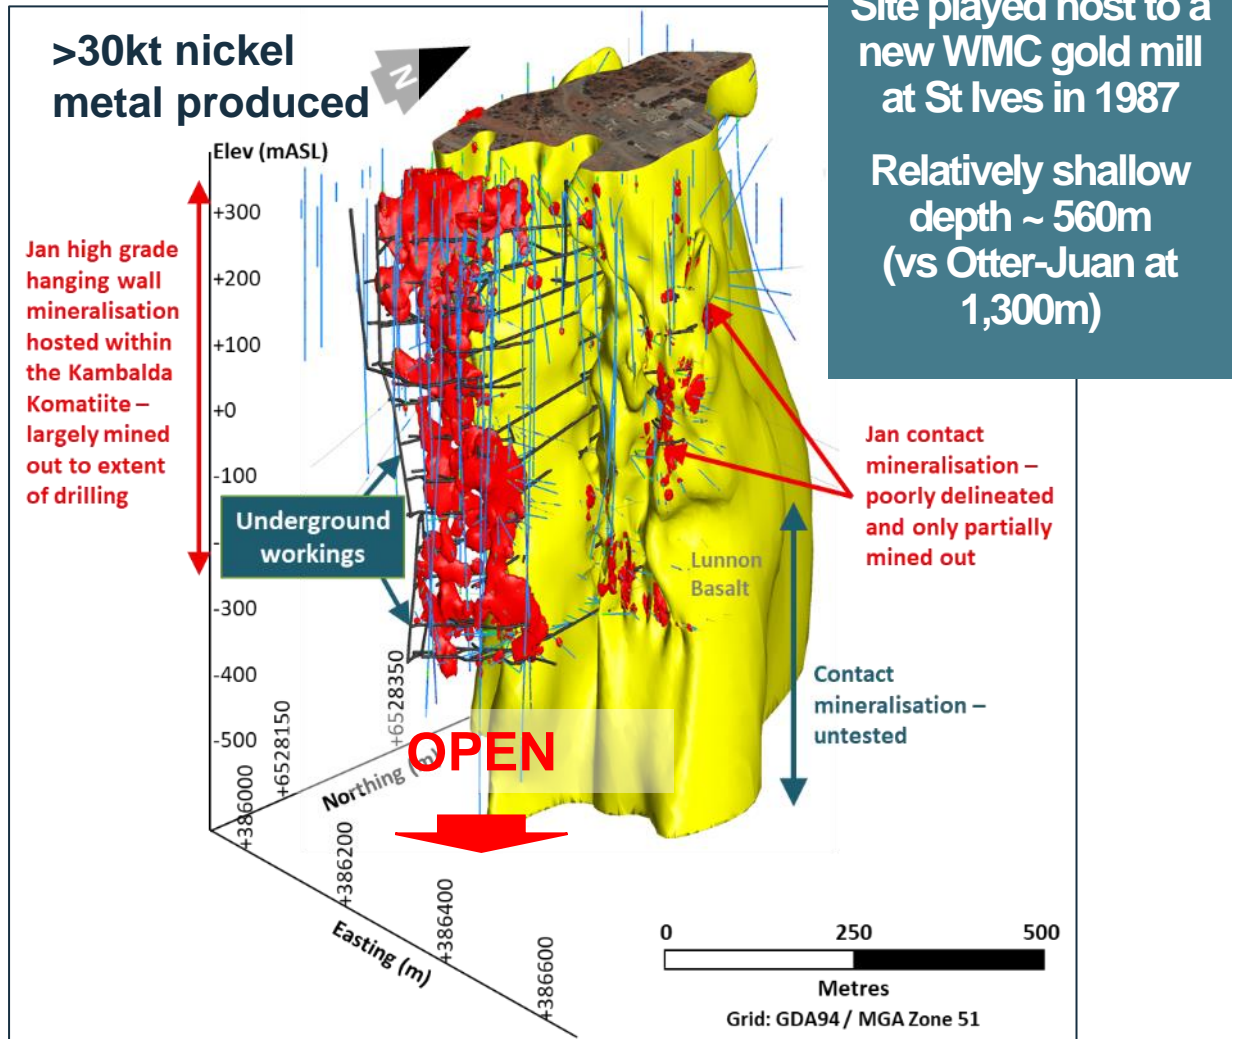 >30kt nickel
metal produced
N
Site played host to a
new WMC gold mill
at St Ives in 1987
Relatively shallow
depth ~ 560m
(vs Otter-Juan at
1,300m)
Elev (mASL)
+300
+200
+100
+0
-100
-
-300
-400
-500
Jan high grade
hanging wall
mineralisation
hosted within
the Kambalda
Komatiite –
largely mined
out to extent
of drilling
Underground
workings
Jan contact
mineralisation –
poorly delineated
and only partially
mined out
Lunnon
Basalt
Contact
mineralisation –
untested
OPEN
Northing (m)
+6528150
+6528350
+386000
+386200
+386400
+386600
Easting (m)
0 250 500
Metres
Grid: GDA94 / MGA Zone 51